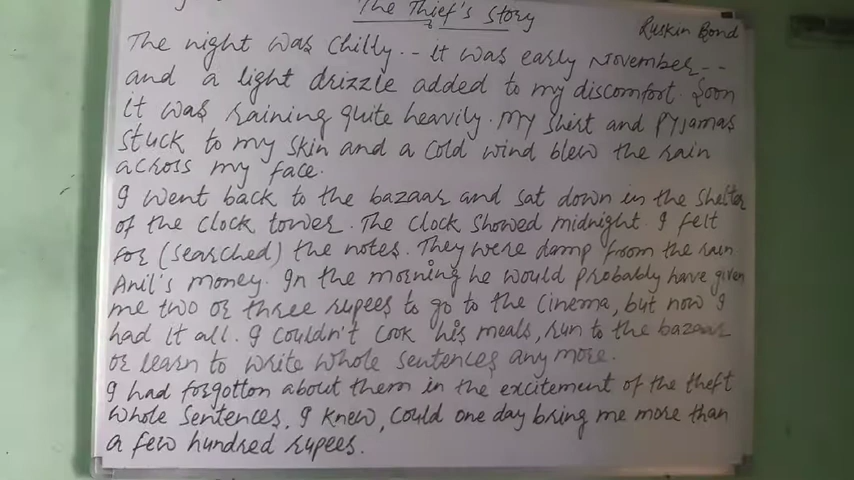 The Thief's Story
Ruskin Bond
The night was chilly -- it was early November --
and a light drizzle added to my discomfort. Soon
it was raining quite heavily. My shirt and pyjamas
stuck to my skin and a cold wind blew the rain
across my face.
I went back to the bazaar and sat down in the shelter
of the clock tower. The clock showed midnight. I felt
for (searched) the notes. They were damp from the rain
Anil's money. In the morning he would probably have given
me two or three rupees to go to the cinema, but now I
had it all. I couldn't cook his meals, run to the bazaar
or learn to write whole sentences any more.
I had forgotton about them in the excitement of the theft
whole sentences, I knew, could one day bring me more than
a few hundred rupees.